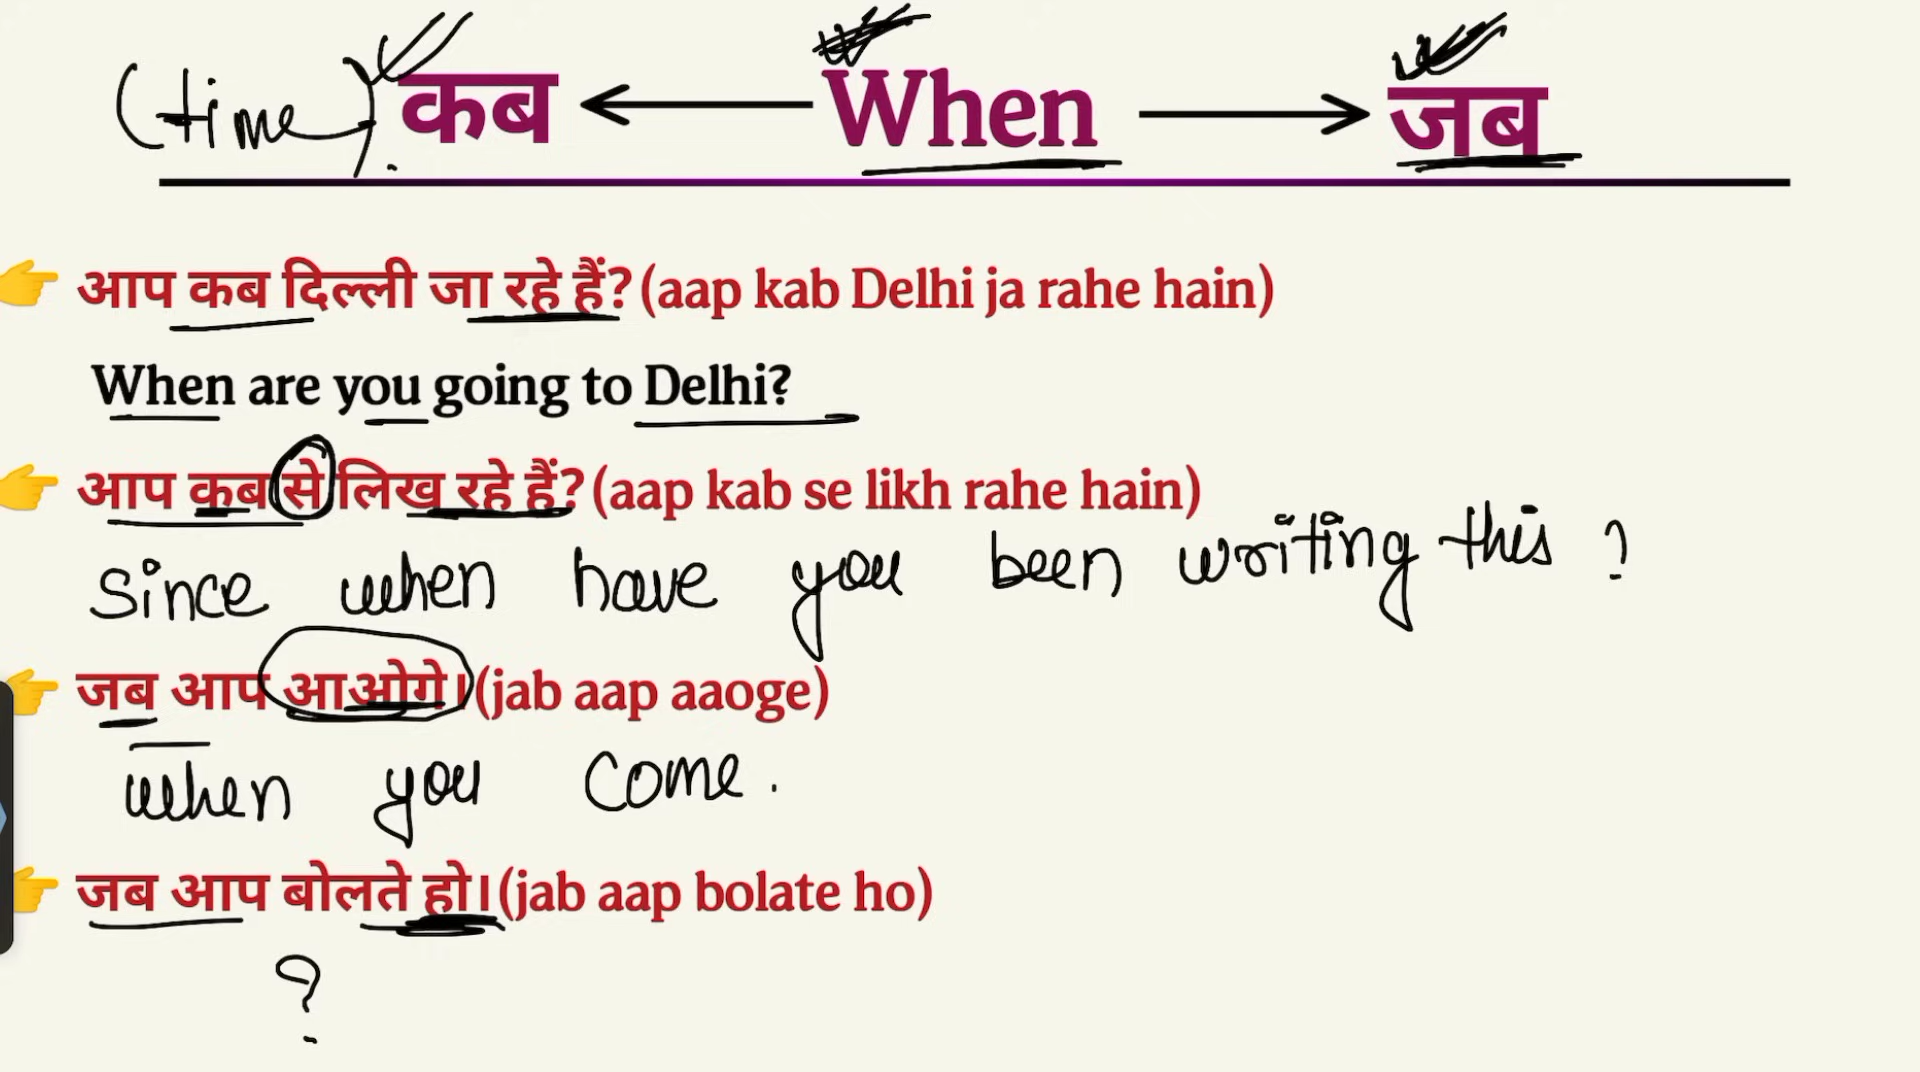 (time) कब ← When → जब
👉 आप कब दिल्ली जा रहे हैं? (aap kab Delhi ja rahe hain)
When are you going to Delhi?
👉 आप कब से लिख रहे हैं? (aap kab se likh rahe hain)
since when have you been writing this ?
👉 जब आप आओगे। (jab aap aaoge)
when you come.
👉 जब आप बोलते हो। (jab aap bolate ho)
?